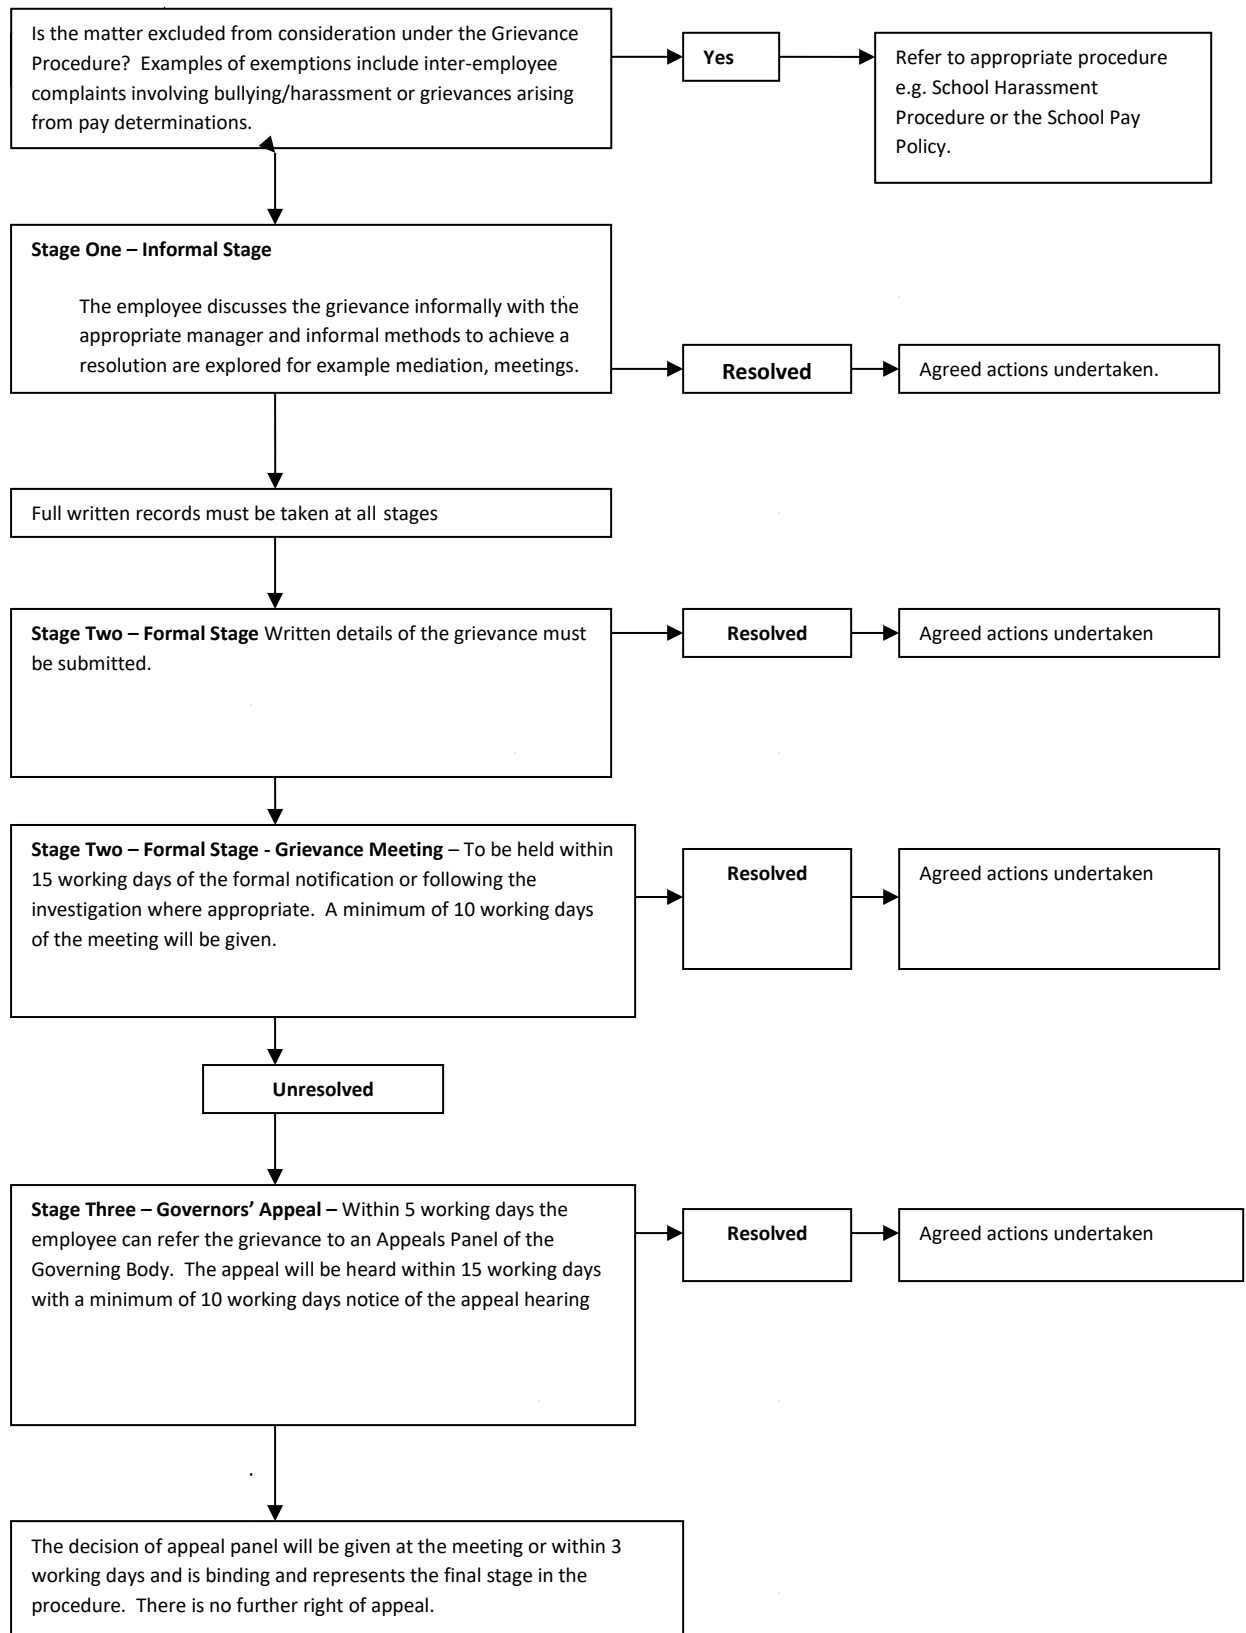 Is the matter excluded from consideration under the Grievance
Procedure?  Examples of exemptions include inter-employee
complaints involving bullying/harassment or grievances arising
from pay determinations.
Yes
Refer to appropriate procedure
e.g. School Harassment
Procedure or the School Pay
Policy.
Stage One – Informal Stage
The employee discusses the grievance informally with the
appropriate manager and informal methods to achieve a
resolution are explored for example mediation, meetings.
Resolved
Agreed actions undertaken.
Full written records must be taken at all stages
Stage Two – Formal Stage Written details of the grievance must
be submitted.
Resolved
Agreed actions undertaken
Stage Two – Formal Stage - Grievance Meeting – To be held within
15 working days of the formal notification or following the
investigation where appropriate.  A minimum of 10 working days
of the meeting will be given.
Resolved
Agreed actions undertaken
Unresolved
Stage Three – Governors’ Appeal – Within 5 working days the
employee can refer the grievance to an Appeals Panel of the
Governing Body.  The appeal will be heard within 15 working days
with a minimum of 10 working days notice of the appeal hearing
Resolved
Agreed actions undertaken
The decision of appeal panel will be given at the meeting or within 3
working days and is binding and represents the final stage in the
procedure.  There is no further right of appeal.